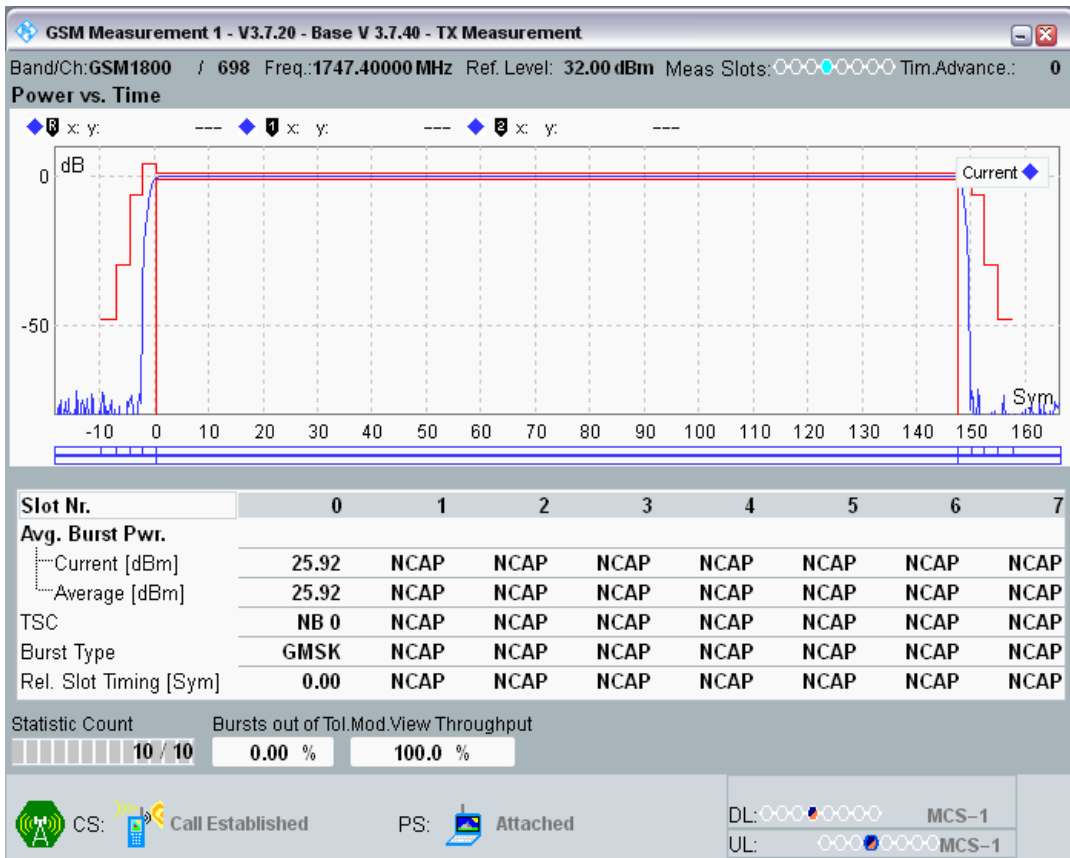 GSM Measurement 1 - V3.7.20 - Base V 3.7.40 - TX Measurement
Band/Ch:GSM1800 / 698 Freq.:1747.40000 MHz Ref. Level: 32.00 dBm Meas Slots: Tim.Advance.: 0
Power vs. Time
R x: y: --- 1 x: y: --- 2 x: y: ---
dB
Current
0
-50
Sym
-10 0 10 20 30 40 50 60 70 80 90 100 110 120 130 140 150 160
Slot Nr. 0 1 2 3 4 5 6 7
Avg. Burst Pwr.
Current [dBm] 25.92 NCAP NCAP NCAP NCAP NCAP NCAP NCAP
Average [dBm] 25.92 NCAP NCAP NCAP NCAP NCAP NCAP NCAP
TSC NB 0 NCAP NCAP NCAP NCAP NCAP NCAP NCAP
Burst Type GMSK NCAP NCAP NCAP NCAP NCAP NCAP NCAP
Rel. Slot Timing [Sym] 0.00 NCAP NCAP NCAP NCAP NCAP NCAP NCAP
Statistic Count Bursts out of Tol.Mod.View Throughput
10 / 10 0.00 % 100.0 %
CS: Call Established PS: Attached
DL: MCS-1
UL: MCS-1